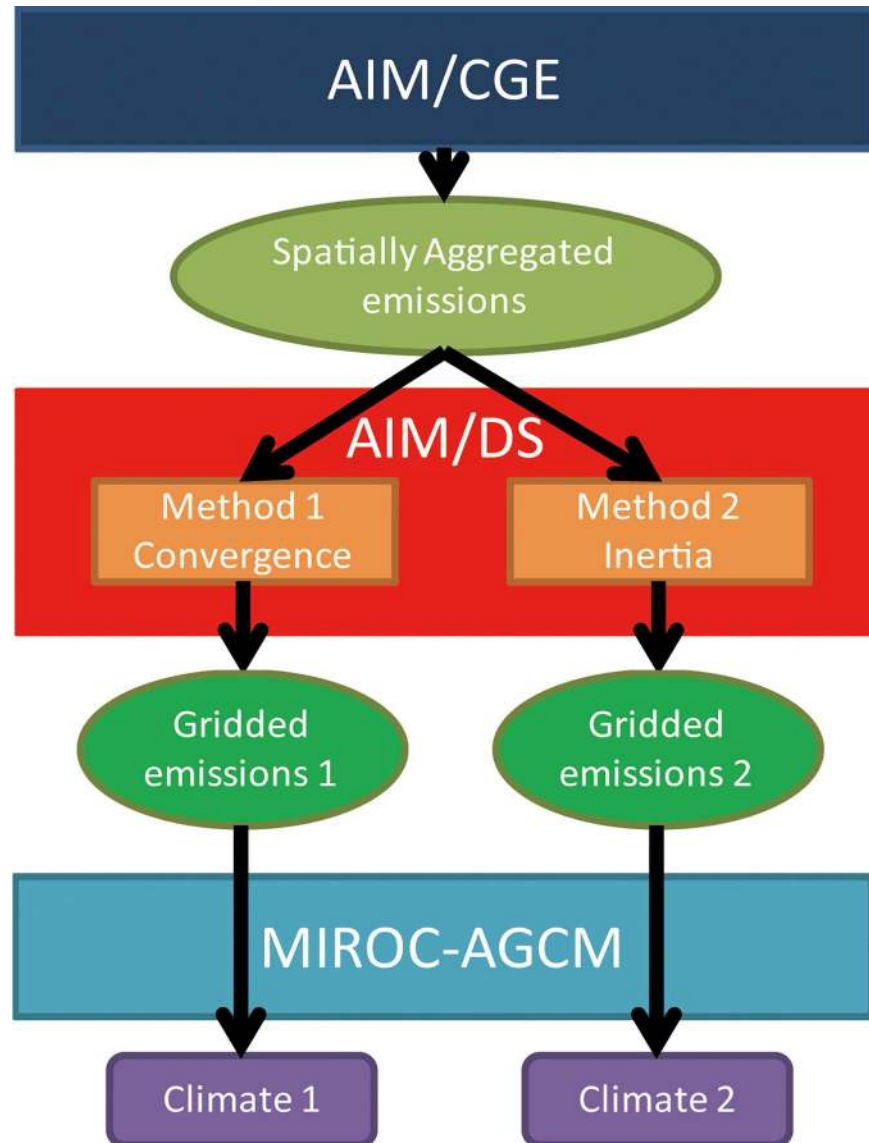 AIM/CGE
Spatially Aggregated
emissions
AIM/DS
Method 1
Convergence
Method 2
Inertia
Gridded
emissions 1
Gridded
emissions 2
MIROC-AGCM
Climate 1
Climate 2